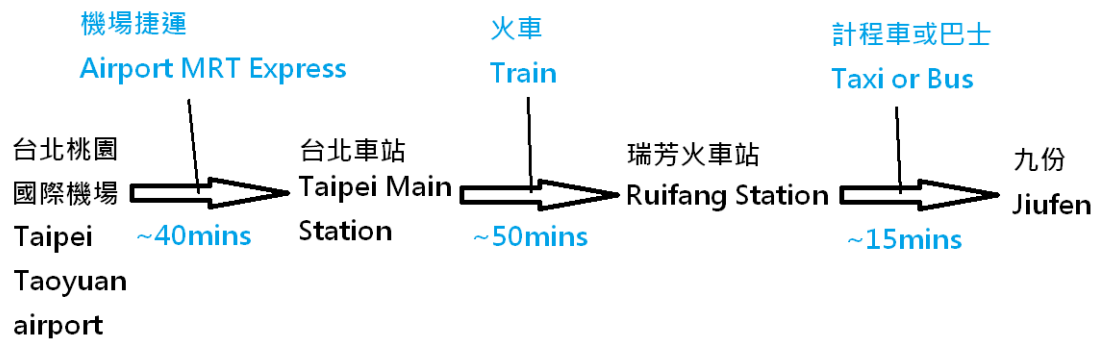 機場捷運
Airport MRT Express
火車
Train
計程車或巴士
Taxi or Bus
台北桃園
國際機場
Taipei
Taoyuan
airport
~40mins
台北車站
Taipei Main
Station
~50mins
瑞芳火車站
Ruifang Station
~15mins
九份
Jiufen